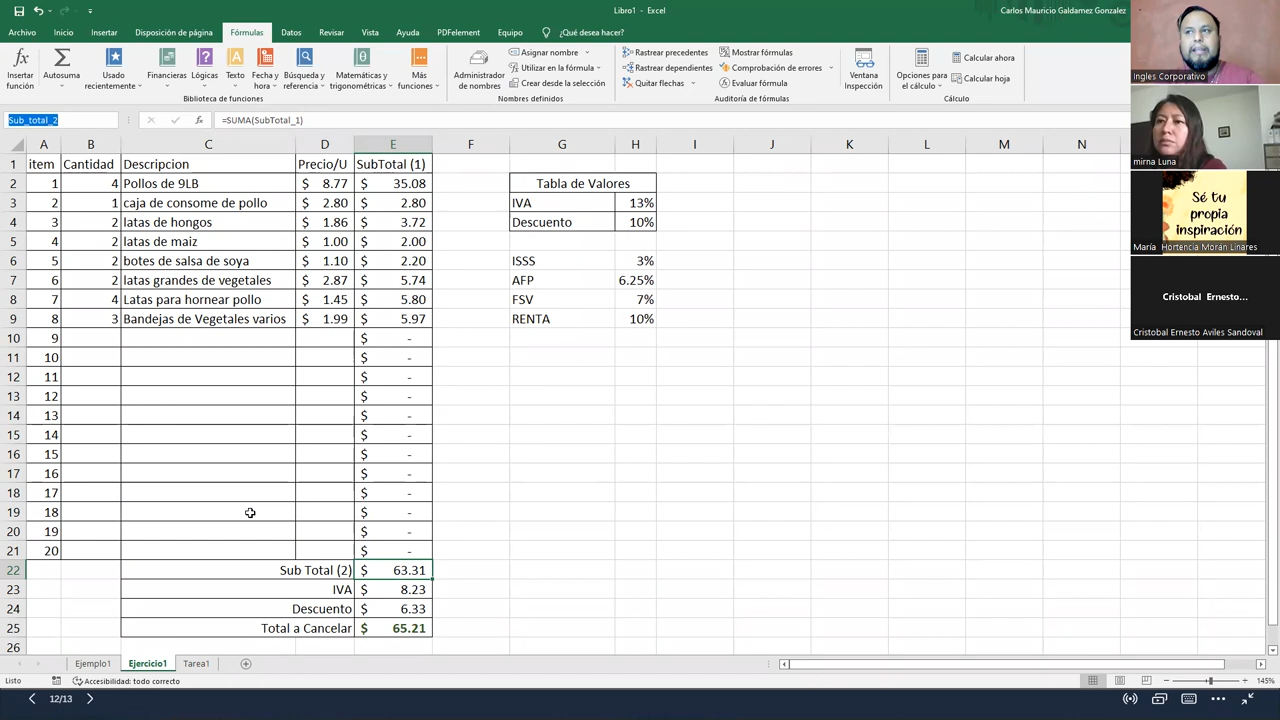 Libro1 - Excel
Carlos Mauricio Galdamez Gonzalez
Archivo Inicio Insertar Disposición de página Fórmulas Datos Revisar Vista Ayuda PDFelement Equipo ¿Qué desea hacer?
fx
Insertar función
Autosuma
Usado recientemente
Financieras
Lógicas
Texto
Fecha y hora
Búsqueda y referencia
Matemáticas y trigonométricas
Más funciones
Biblioteca de funciones
Administrador de nombres
Asignar nombre
Utilizar en la fórmula
Crear desde la selección
Nombres definidos
Rastrear precedentes
Rastrear dependientes
Quitar flechas
Mostrar fórmulas
Comprobación de errores
Evaluar fórmula
Auditoría de fórmulas
Ventana Inspección
Opciones para el cálculo
Calcular ahora
Calcular hoja
Cálculo
Sub_total_2 fx =SUMA(SubTotal_1)
A B C D E F G H I J K L M N
1 item Cantidad Descripcion Precio/U SubTotal (1)
2 1 4 Pollos de 9LB $ 8.77 $ 35.08 Tabla de Valores
3 2 1 caja de consome de pollo $ 2.80 $ 2.80 IVA 13%
4 3 2 latas de hongos $ 1.86 $ 3.72 Descuento 10%
5 4 2 latas de maiz $ 1.00 $ 2.00
6 5 2 botes de salsa de soya $ 1.10 $ 2.20 ISSS 3%
7 6 2 latas grandes de vegetales $ 2.87 $ 5.74 AFP 6.25%
8 7 4 Latas para hornear pollo $ 1.45 $ 5.80 FSV 7%
9 8 3 Bandejas de Vegetales varios $ 1.99 $ 5.97 RENTA 10%
10 9 $ -
11 10 $ -
12 11 $ -
13 12 $ -
14 13 $ -
15 14 $ -
16 15 $ -
17 16 $ -
18 17 $ -
19 18 $ -
20 19 $ -
21 20 $ -
22 Sub Total (2) $ 63.31
23 IVA $ 8.23
24 Descuento $ 6.33
25 Total a Cancelar $ 65.21
26
Ejemplo1 Ejercicio1 Tarea1
Listo Accesibilidad: todo correcto 145%
12/13
Ingles Corporativo
mirna Luna
Sé tu
propia
inspiración
María Hortencia Morán Linares
Cristobal Ernesto...
Cristobal Ernesto Aviles Sandoval